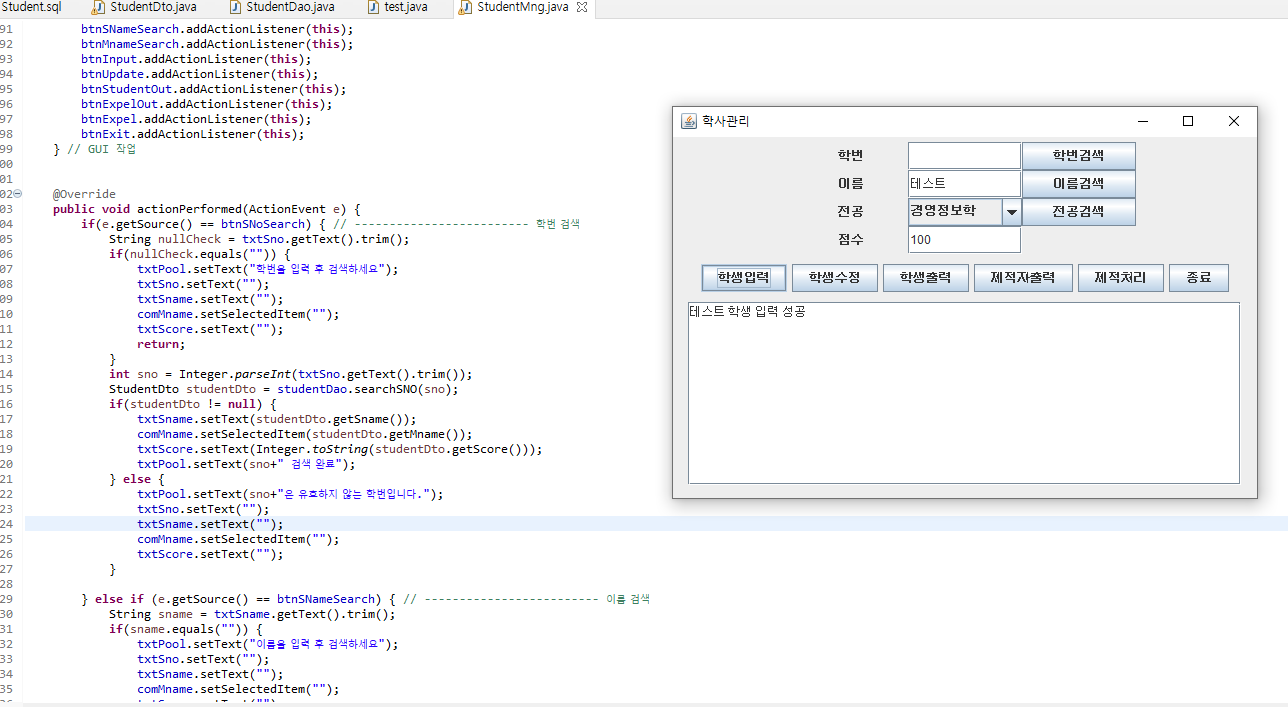 Student.sql StudentDto.java StudentDao.java test.java StudentMng.java
91 btnSNameSearch.addActionListener(this);
92 btnMnameSearch.addActionListener(this);
93 btnInput.addActionListener(this);
94 btnUpdate.addActionListener(this);
95 btnStudentOut.addActionListener(this);
96 btnExpelOut.addActionListener(this);
97 btnExpel.addActionListener(this);
98 btnExit.addActionListener(this);
99 } // GUI 작업
00
01
02 @Override
03 public void actionPerformed(ActionEvent e) {
04 if(e.getSource() == btnSNoSearch) { // ------------------------- 학번 검색
05 String nullCheck = txtSno.getText().trim();
06 if(nullCheck.equals("")) {
07 txtPool.setText("학번을 입력 후 검색하세요");
08 txtSno.setText("");
09 txtSname.setText("");
10 comMname.setSelectedItem("");
11 txtScore.setText("");
12 return;
13 }
14 int sno = Integer.parseInt(txtSno.getText().trim());
15 StudentDto studentDto = studentDao.searchSNO(sno);
16 if(studentDto != null) {
17 txtSname.setText(studentDto.getSname());
18 comMname.setSelectedItem(studentDto.getMname());
19 txtScore.setText(Integer.toString(studentDto.getScore()));
20 txtPool.setText(sno+" 검색 완료");
21 } else {
22 txtPool.setText(sno+"은 유효하지 않는 학번입니다.");
23 txtSno.setText("");
24 txtSname.setText("");
25 comMname.setSelectedItem("");
26 txtScore.setText("");
27 }
28
29 } else if (e.getSource() == btnSNameSearch) { // ------------------------- 이름 검색
30 String sname = txtSname.getText().trim();
31 if(sname.equals("")) {
32 txtPool.setText("이름을 입력 후 검색하세요");
33 txtSno.setText("");
34 txtSname.setText("");
35 comMname.setSelectedItem("");
학사관리
학번 학번검색
이름 테스트 이름검색
전공 경영정보학 전공검색
점수 100
학생입력 학생수정 학생출력 제적자출력 제적처리 종료
테스트 학생 입력 성공